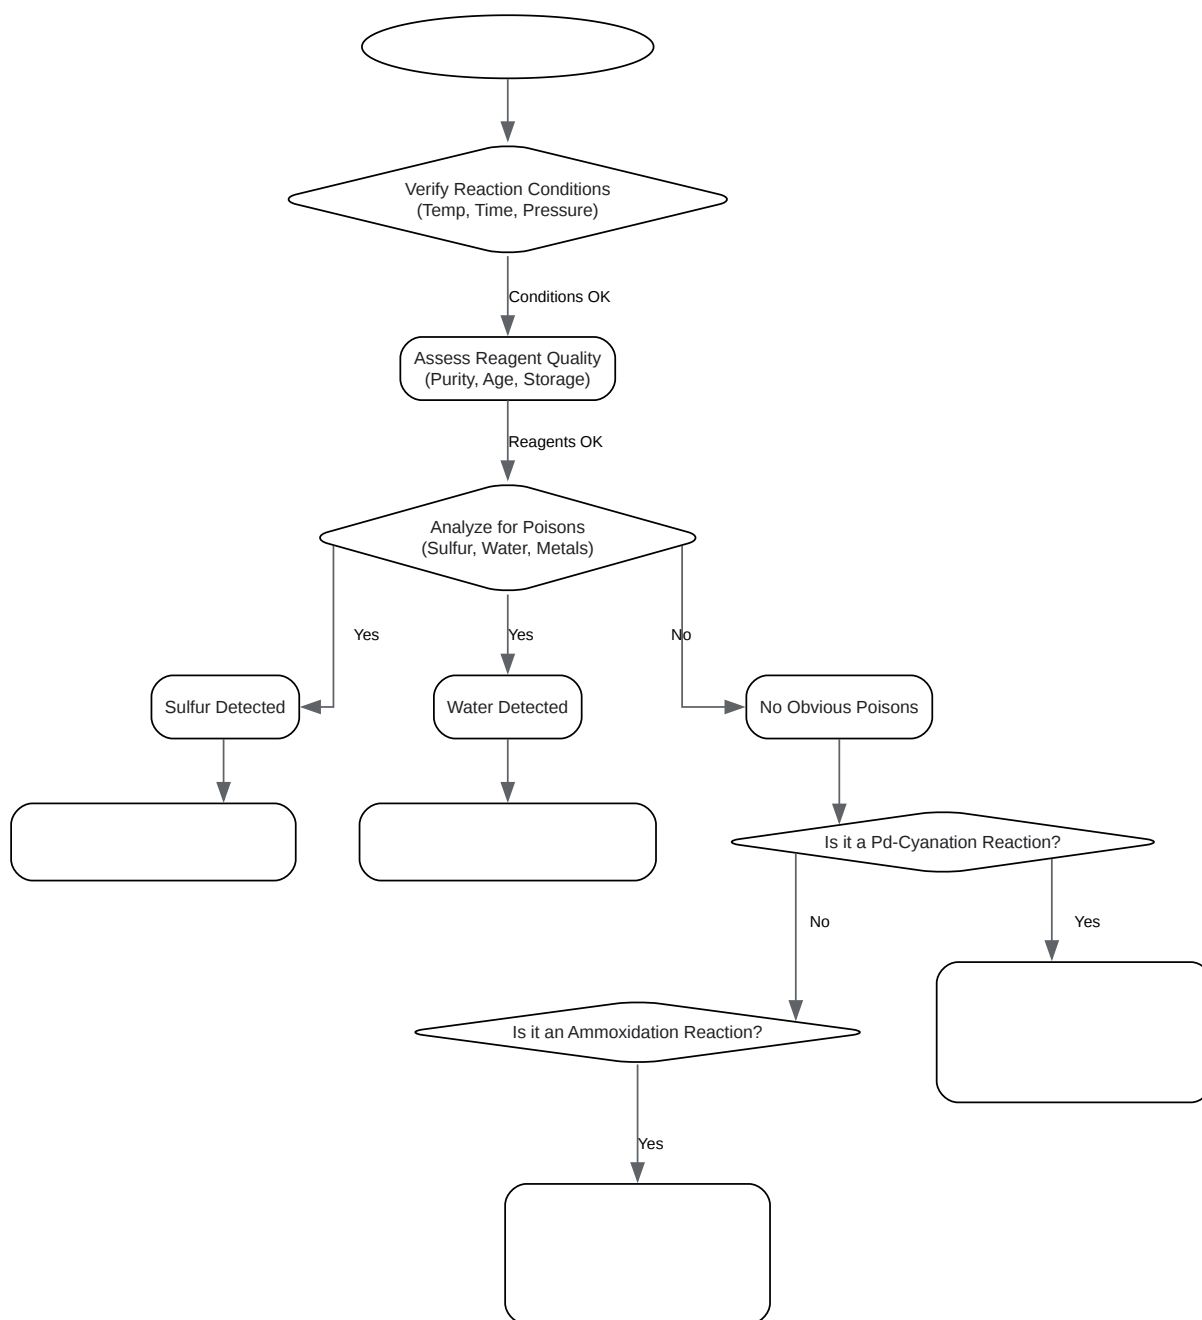 Verify Reaction Conditions
(Temp, Time, Pressure)
Conditions OK
Assess Reagent Quality
(Purity, Age, Storage)
Reagents OK
Analyze for Poisons
(Sulfur, Water, Metals)
Yes
Yes
No
Sulfur Detected
Water Detected
No Obvious Poisons
Is it a Pd-Cyanation Reaction?
No
Yes
Is it an Ammoxidation Reaction?
Yes